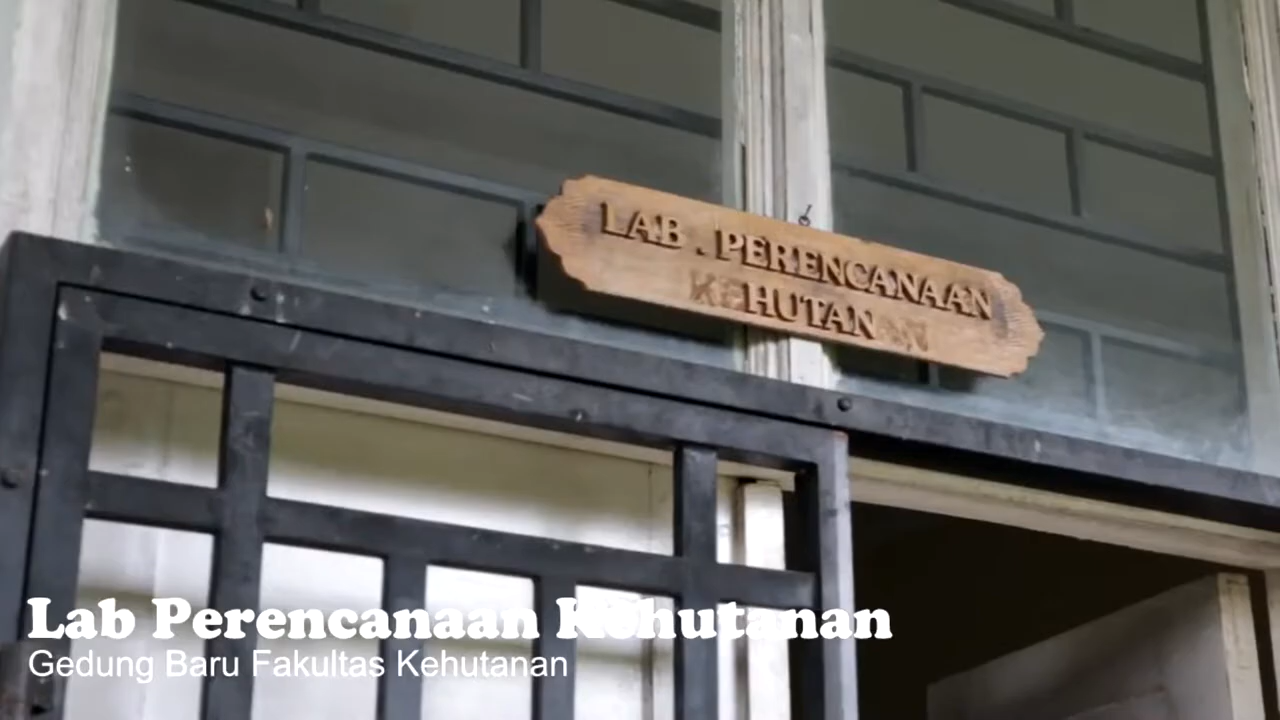 LAB . PERENCANAAN
KEHUTANAN
Lab Perencanaan Kehutanan
Gedung Baru Fakultas Kehutanan